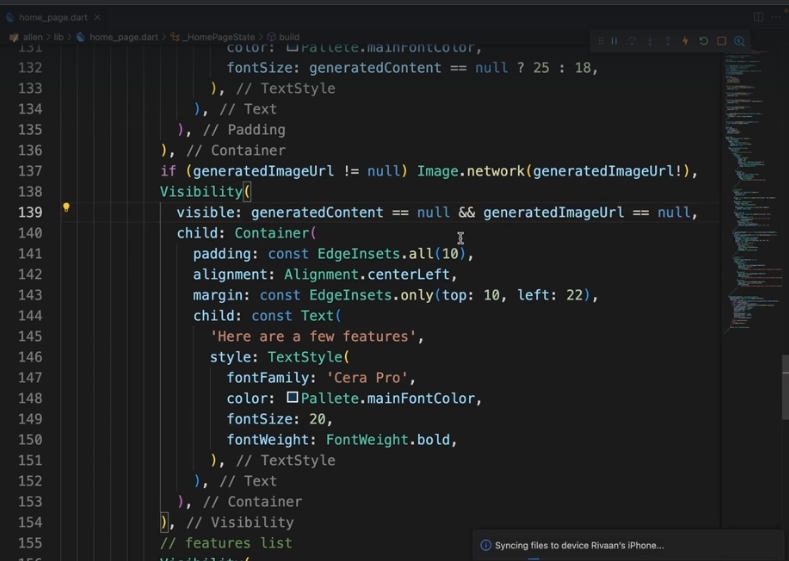 home_page.dart
allen > lib > home_page.dart > _HomePageState > build
131 color: Pallete.mainFontColor,
132 fontSize: generatedContent == null ? 25 : 18,
133 ), // TextStyle
134 ), // Text
135 ), // Padding
136 ), // Container
137 if (generatedImageUrl != null) Image.network(generatedImageUrl!),
138 Visibility(
139 visible: generatedContent == null && generatedImageUrl == null,
140 child: Container(
141 padding: const EdgeInsets.all(10),
142 alignment: Alignment.centerLeft,
143 margin: const EdgeInsets.only(top: 10, left: 22),
144 child: const Text(
145 'Here are a few features',
146 style: TextStyle(
147 fontFamily: 'Cera Pro',
148 color: Pallete.mainFontColor,
149 fontSize: 20,
150 fontWeight: FontWeight.bold,
151 ), // TextStyle
152 ), // Text
153 ), // Container
154 ), // Visibility
155 // features list
Visibility(
Syncing files to device Rivaan's iPhone...